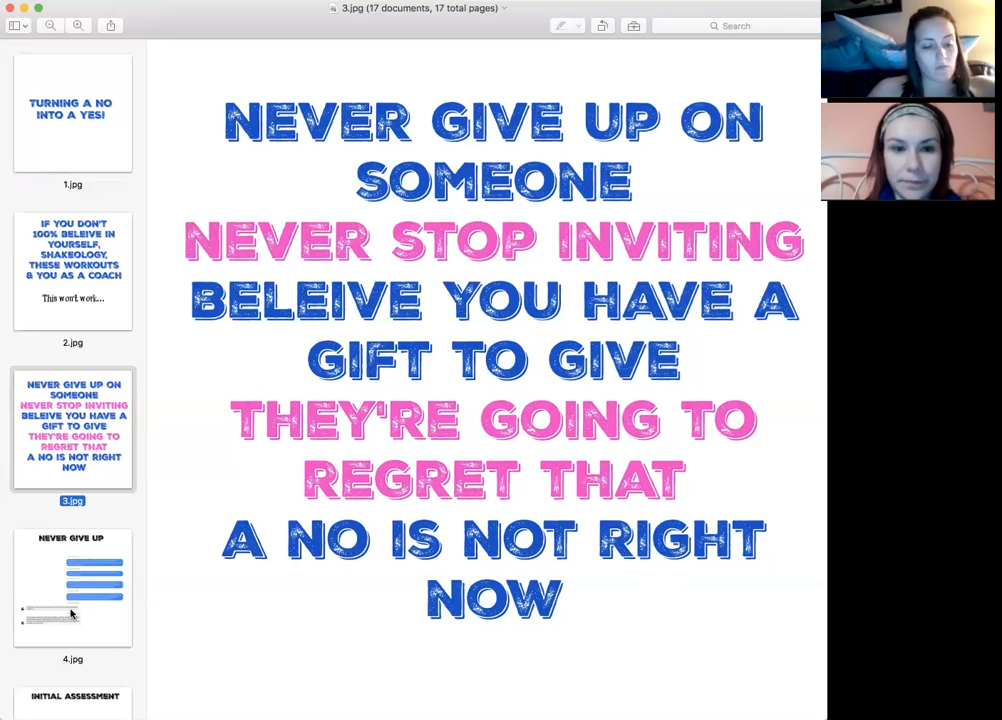 3.jpg (17 documents, 17 total pages)
Search
TURNING A NO
INTO A YES!
1.jpg
IF YOU DON'T
100% BELEIVE IN
YOURSELF,
SHAKEOLOGY,
THESE WORKOUTS
& YOU AS A COACH
This won't work...
2.jpg
NEVER GIVE UP ON
SOMEONE
NEVER STOP INVITING
BELEIVE YOU HAVE A
GIFT TO GIVE
THEY'RE GOING TO
REGRET THAT
A NO IS NOT RIGHT
NOW
3.jpg
NEVER GIVE UP
4.jpg
INITIAL ASSESSMENT
NEVER GIVE UP ON
SOMEONE
NEVER STOP INVITING
BELEIVE YOU HAVE A
GIFT TO GIVE
THEY'RE GOING TO
REGRET THAT
A NO IS NOT RIGHT
NOW